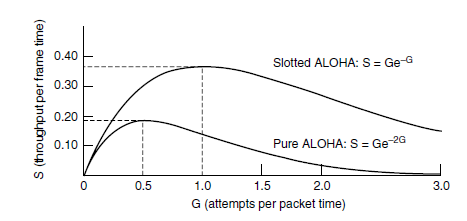 S (throughput per frame time)
0.40
0.30
0.20
0.10
Slotted ALOHA: S = Ge⁻ᴳ
Pure ALOHA: S = Ge⁻²ᴳ
0 0.5 1.0 1.5 2.0 3.0
G (attempts per packet time)